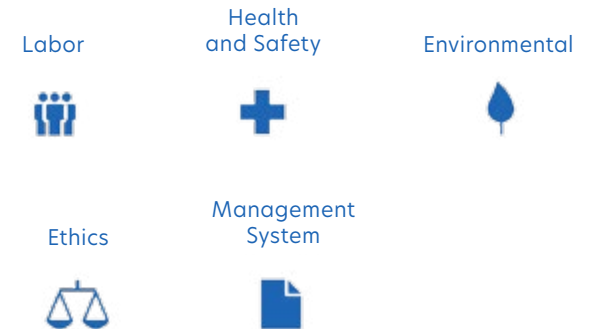 Labor
Health
and Safety
Environmental
Ethics
Management
System